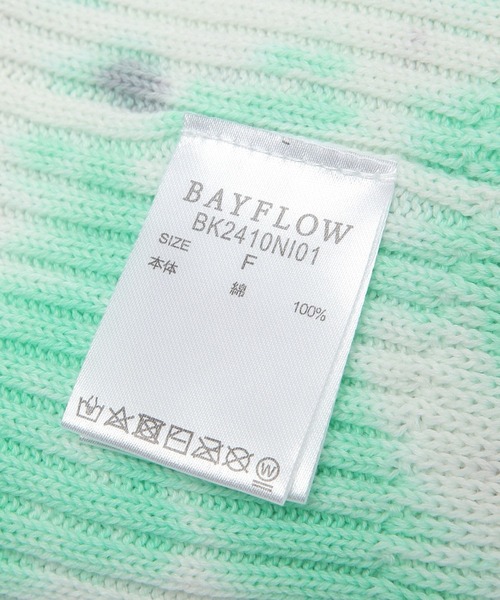 BAYFLOW
BK2410NI01
SIZE F
本体 綿 100%
W